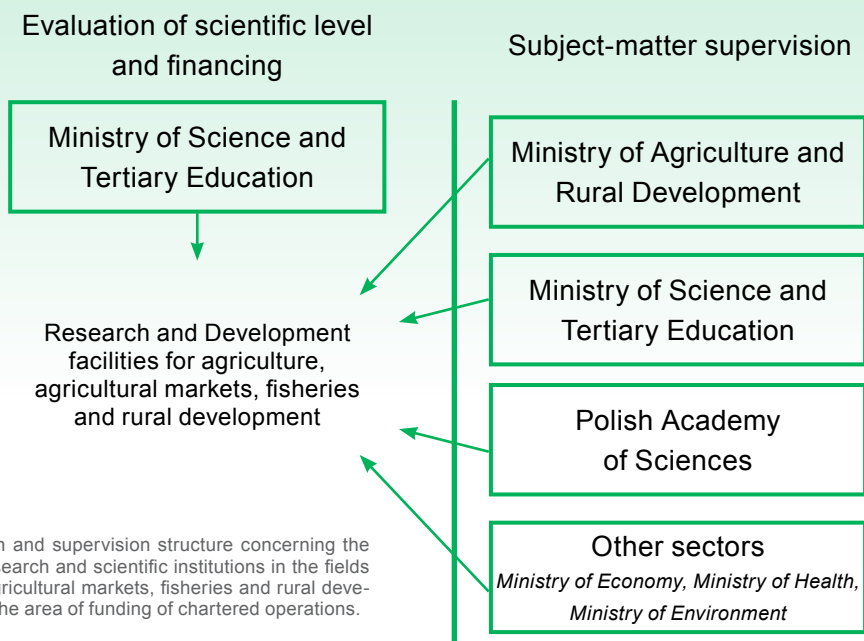 Evaluation of scientific level
and financing
Ministry of Science and
Tertiary Education
Research and Development
facilities for agriculture,
agricultural markets, fisheries
and rural development
Subject-matter supervision
Ministry of Agriculture and
Rural Development
Ministry of Science and
Tertiary Education
Polish Academy
of Sciences
Other sectors
Ministry of Economy, Ministry of Health,
Ministry of Environment
and supervision structure concerning the
and scientific institutions in the fields
markets, fisheries and rural deve-
the area of funding of chartered operations.